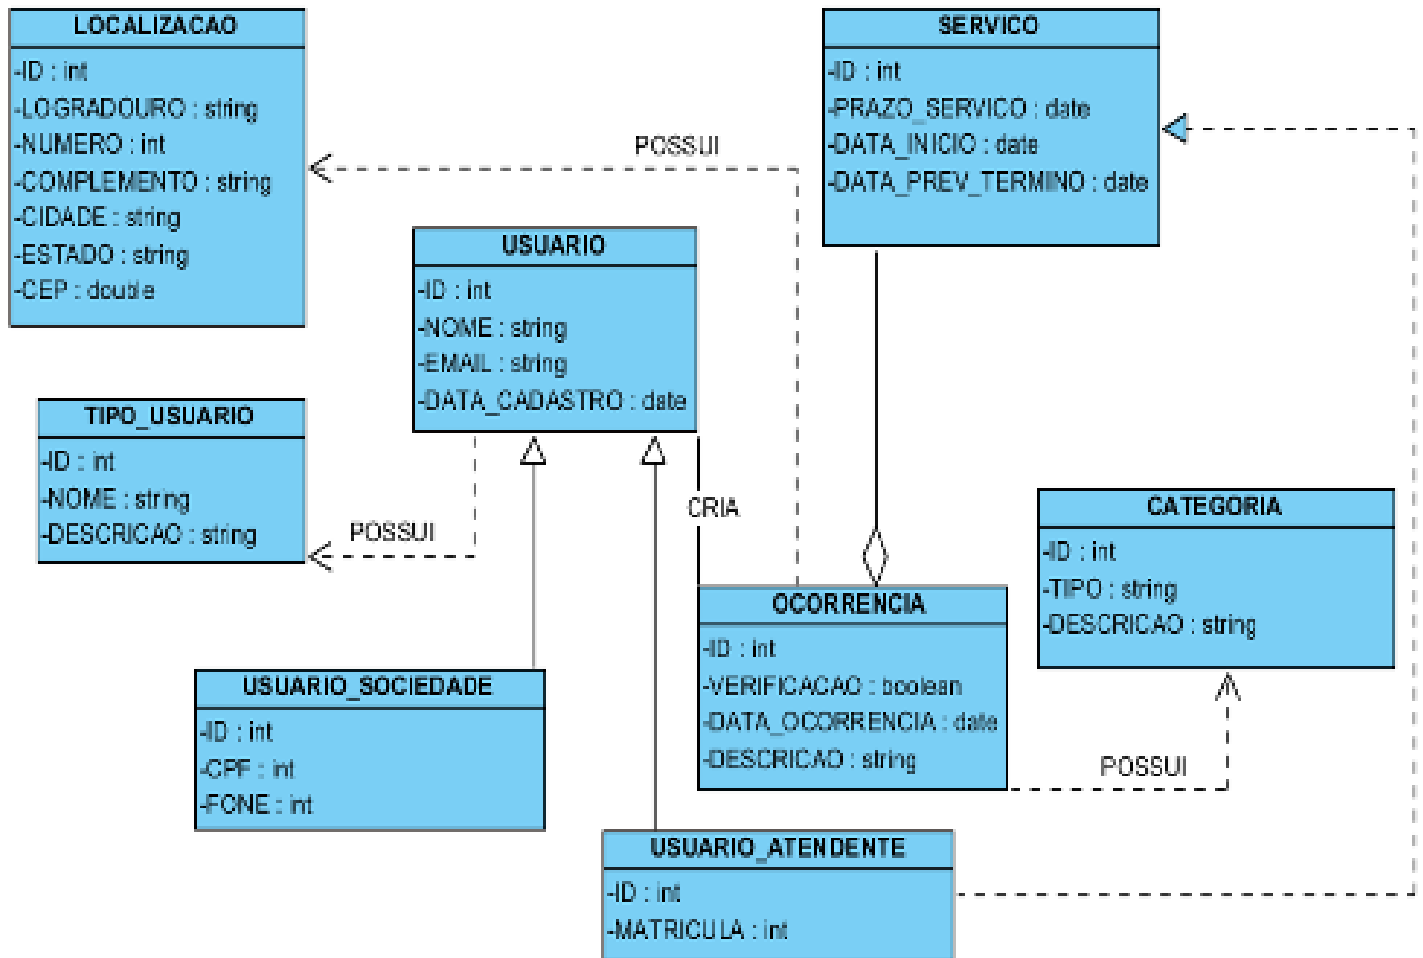 LOCALIZACAO
-ID : int
-LOGRADOURO : string
-NUMERO : int
-COMPLEMENTO : string
-CIDADE : string
-ESTADO : string
-CEP : double
SERVICO
-ID : int
-PRAZO_SERVICO : date
-DATA_INICIO : date
-DATA_PREV_TERMINO : date
POSSUI
USUARIO
-ID : int
-NOME : string
-EMAIL : string
-DATA_CADASTRO : date
TIPO_USUARIO
-ID : int
-NOME : string
-DESCRICAO : string
POSSUI
CRIA
CATEGORIA
-ID : int
-TIPO : string
-DESCRICAO : string
OCORRENCIA
-ID : int
-VERIFICACAO : boolean
-DATA_OCORRENCIA : date
-DESCRICAO : string
POSSUI
USUARIO_SOCIEDADE
-ID : int
-CPF : int
-FONE : int
USUARIO_ATENDENTE
-ID : int
-MATRICULA : int